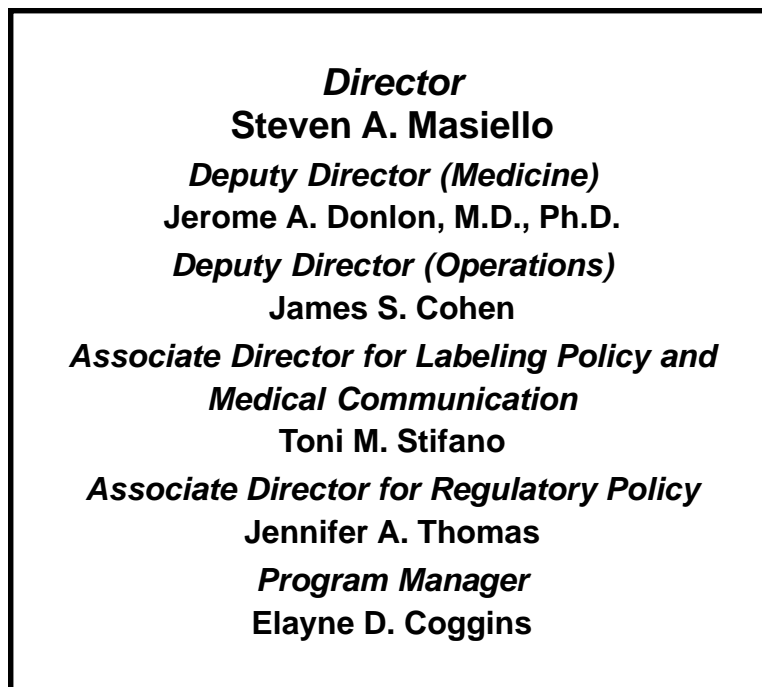 Director
Steven A. Masiello
Deputy Director (Medicine)
Jerome A. Donlon, M.D., Ph.D.
Deputy Director (Operations)
James S. Cohen
Associate Director for Labeling Policy and
Medical Communication
Toni M. Stifano
Associate Director for Regulatory Policy
Jennifer A. Thomas
Program Manager
Elayne D. Coggins